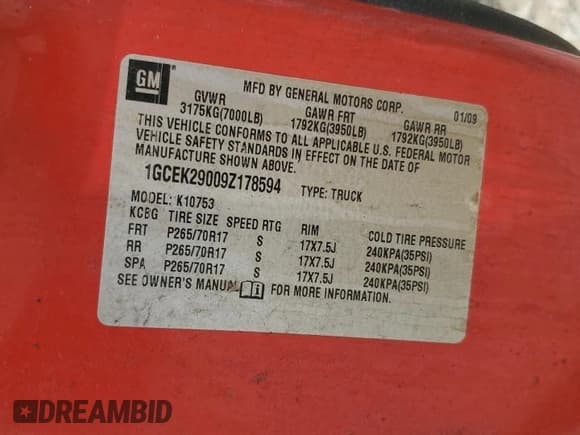 GM
MFD BY GENERAL MOTORS CORP. 01/09
GVWR GAWR FRT GAWR RR
3175KG(7000LB) 1792KG(3950LB) 1792KG(3950LB)
THIS VEHICLE CONFORMS TO ALL APPLICABLE U.S. FEDERAL MOTOR
VEHICLE SAFETY STANDARDS IN EFFECT ON THE DATE OF
MANUFACTURE SHOWN ABOVE.
1GCEK29009Z178594 TYPE: TRUCK
MODEL: K10753
KCBG TIRE SIZE SPEED RTG RIM COLD TIRE PRESSURE
FRT P265/70R17 S 17X7.5J 240KPA(35PSI)
RR P265/70R17 S 17X7.5J 240KPA(35PSI)
SPA P265/70R17 S 17X7.5J 240KPA(35PSI)
SEE OWNER'S MANUAL FOR MORE INFORMATION.
DREAMBID